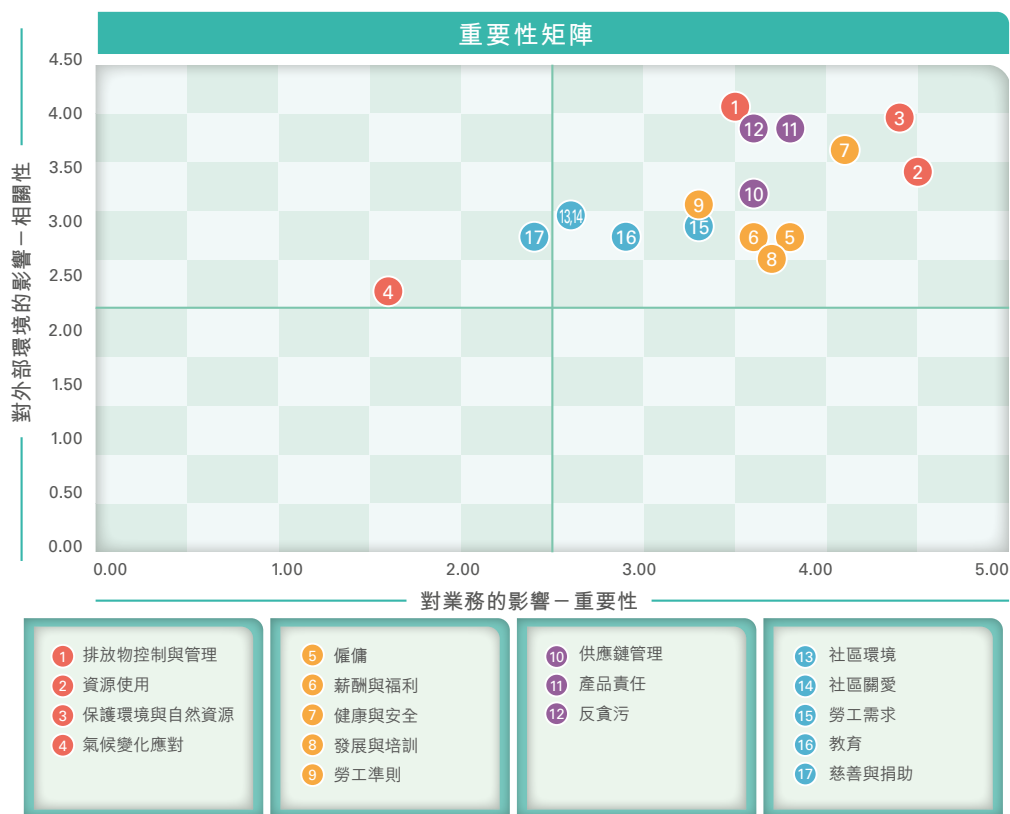 重要性矩陣
對外部環境的影響－相關性
4.50
4.00
3.50
3.00
2.50
2.00
1.50
1.00
0.50
0.00
1
3
12
11
7
2
10
9
13,14
15
17
16
6
5
8
4
0.00 1.00 2.00 3.00 4.00 5.00
對業務的影響－重要性
1 排放物控制與管理
2 資源使用
3 保護環境與自然資源
4 氣候變化應對
5 僱傭
6 薪酬與福利
7 健康與安全
8 發展與培訓
9 勞工準則
10 供應鏈管理
11 產品責任
12 反貪污
13 社區環境
14 社區關愛
15 勞工需求
16 教育
17 慈善與捐助